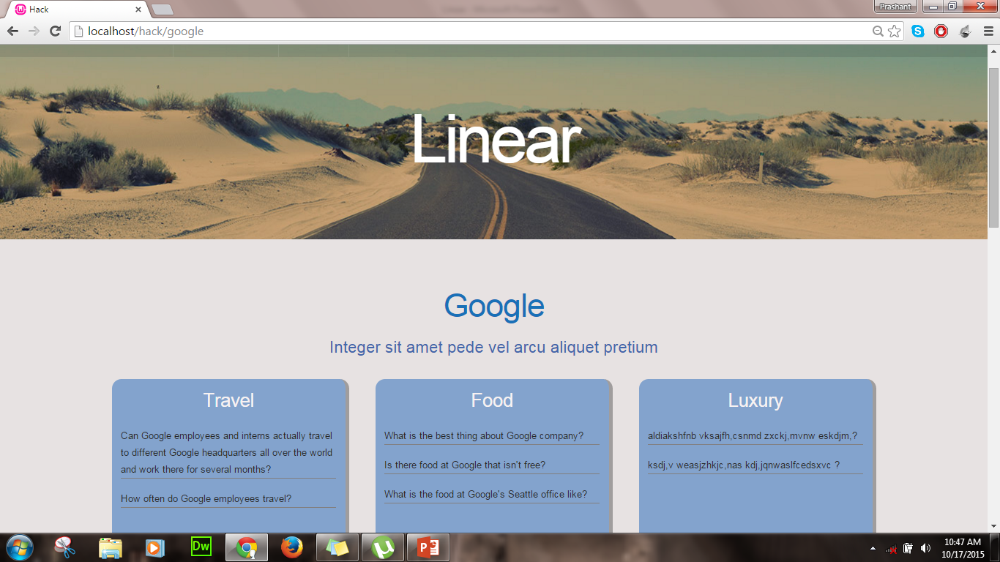 Hack
Prashant
localhost/hack/google
Linear
Google
Integer sit amet pede vel arcu aliquet pretium
Travel
Can Google employees and interns actually travel
to different Google headquarters all over the world
and work there for several months?
How often do Google employees travel?
Food
What is the best thing about Google company?
Is there food at Google that isn't free?
What is the food at Google's Seattle office like?
Luxury
aldiakshfnb vksajfh,csnmd zxckj,mvnw eskdjm,?
ksdj,v weasjzhkjc,nas kdj,jqnwaslfcedsxvc ?
Dw
10:47 AM
10/17/2015